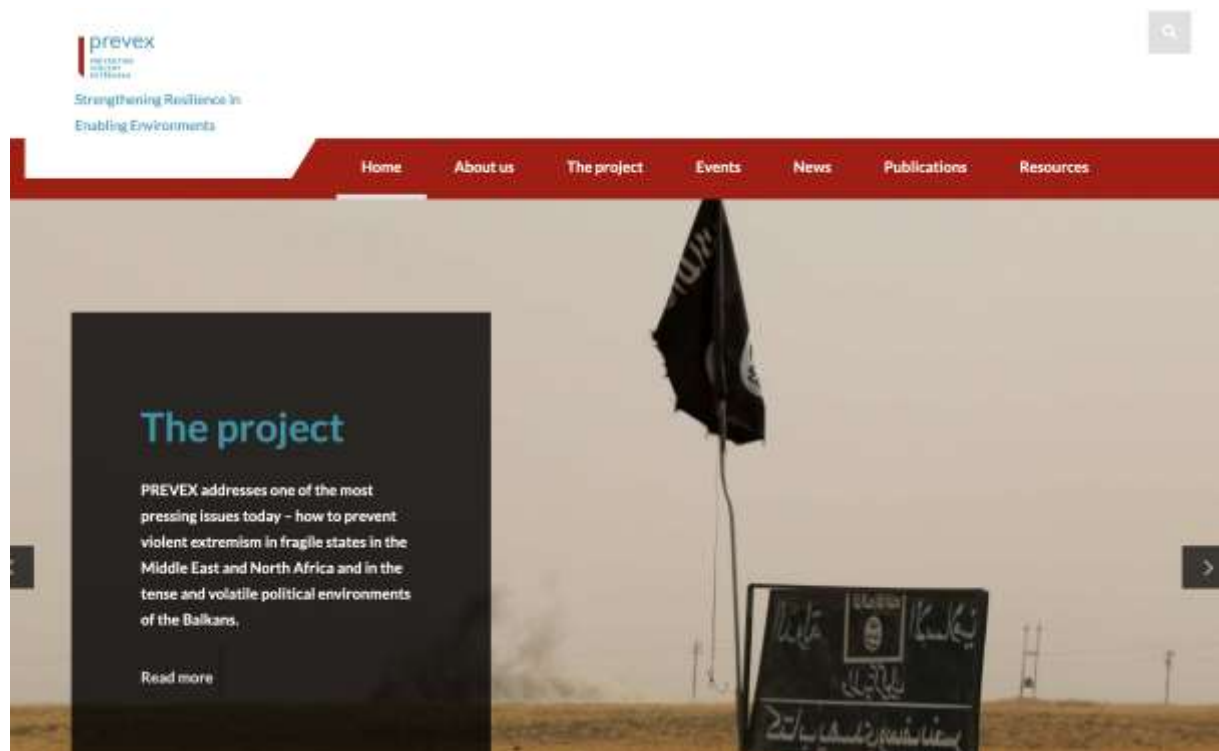 prevex
Strengthening Resilience in
Enabling Environments
Home About us The project Events News Publications Resources
The project
PREVEX addresses one of the most
pressing issues today – how to prevent
violent extremism in fragile states in the
Middle East and North Africa and in the
tense and volatile political environments
of the Balkans.
Read more